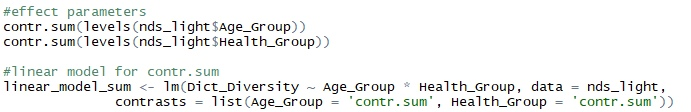 #effect parameters
contr.sum(levels(nds_light$Age_Group))
contr.sum(levels(nds_light$Health_Group))
#linear model for contr.sum
linear_model_sum <- lm(Dict_Diversity ~ Age_Group * Health_Group, data = nds_light,
contrasts = list(Age_Group = 'contr.sum', Health_Group = 'contr.sum'))